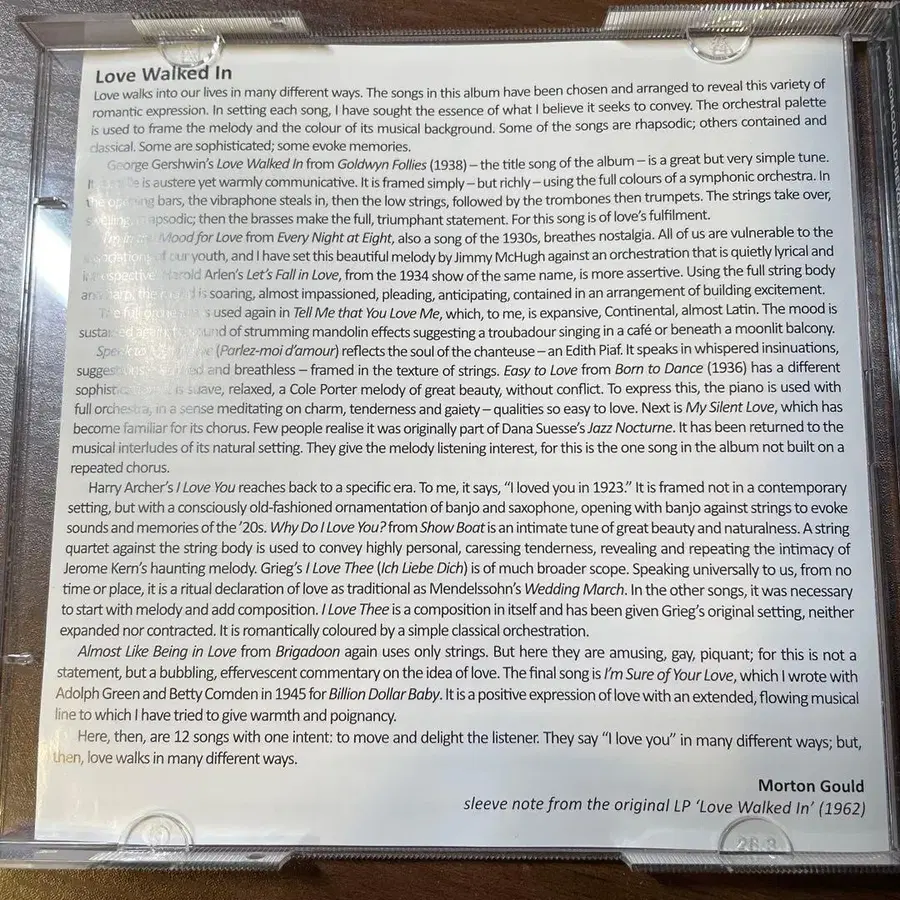 Love Walked In
Love walks into our lives in many different ways. The songs in this album have been chosen and arranged to reveal this variety of
romantic expression. In setting each song, I have sought the essence of what I believe it seeks to convey. The orchestral palette
is used to frame the melody and the colour of its musical background. Some of the songs are rhapsodic; others contained and
classical. Some are sophisticated; some evoke memories.
George Gershwin's Love Walked In from Goldwyn Follies (1938) – the title song of the album – is a great but very simple tune.
is austere yet warmly communicative. It is framed simply – but richly – using the full colours of a symphonic orchestra. In
the opening bars, the vibraphone steals in, then the low strings, followed by the trombones then trumpets. The strings take over,
rhapsodic; then the brasses make the full, triumphant statement. For this song is of love's fulfilment.
I'm in the Mood for Love from Every Night at Eight, also a song of the 1930s, breathes nostalgia. All of us are vulnerable to the
of our youth, and I have set this beautiful melody by Jimmy McHugh against an orchestration that is quietly lyrical and
introspective. Harold Arlen's Let's Fall in Love, from the 1934 show of the same name, is more assertive. Using the full string body
and harp, the mood is soaring, almost impassioned, pleading, anticipating, contained in an arrangement of building excitement.
The full orchestra is used again in Tell Me that You Love Me, which, to me, is expansive, Continental, almost Latin. The mood is
sustained against a sound of strumming mandolin effects suggesting a troubadour singing in a café or beneath a moonlit balcony.
Speak to Me of Love (Parlez-moi d'amour) reflects the soul of the chanteuse – an Edith Piaf. It speaks in whispered insinuations,
and breathless – framed in the texture of strings. Easy to Love from Born to Dance (1936) has a different
is suave, relaxed, a Cole Porter melody of great beauty, without conflict. To express this, the piano is used with
full orchestra, in a sense meditating on charm, tenderness and gaiety – qualities so easy to love. Next is My Silent Love, which has
become familiar for its chorus. Few people realise it was originally part of Dana Suesse's Jazz Nocturne. It has been returned to the
musical interludes of its natural setting. They give the melody listening interest, for this is the one song in the album not built on a
repeated chorus.
Harry Archer's I Love You reaches back to a specific era. To me, it says, “I loved you in 1923.” It is framed not in a contemporary
setting, but with a consciously old-fashioned ornamentation of banjo and saxophone, opening with banjo against strings to evoke
sounds and memories of the '20s. Why Do I Love You? from Show Boat is an intimate tune of great beauty and naturalness. A string
quartet against the string body is used to convey highly personal, caressing tenderness, revealing and repeating the intimacy of
Jerome Kern's haunting melody. Grieg's I Love Thee (Ich Liebe Dich) is of much broader scope. Speaking universally to us, from no
time or place, it is a ritual declaration of love as traditional as Mendelssohn's Wedding March. In the other songs, it was necessary
to start with melody and add composition. I Love Thee is a composition in itself and has been given Grieg's original setting, neither
expanded nor contracted. It is romantically coloured by a simple classical orchestration.
Almost Like Being in Love from Brigadoon again uses only strings. But here they are amusing, gay, piquant; for this is not a
statement, but a bubbling, effervescent commentary on the idea of love. The final song is I'm Sure of Your Love, which I wrote with
Adolph Green and Betty Comden in 1945 for Billion Dollar Baby. It is a positive expression of love with an extended, flowing musical
line to which I have tried to give warmth and poignancy.
Here, then, are 12 songs with one intent: to move and delight the listener. They say “I love you” in many different ways; but,
then, love walks in many different ways.
Morton Gould
sleeve note from the original LP 'Love Walked In' (1962)